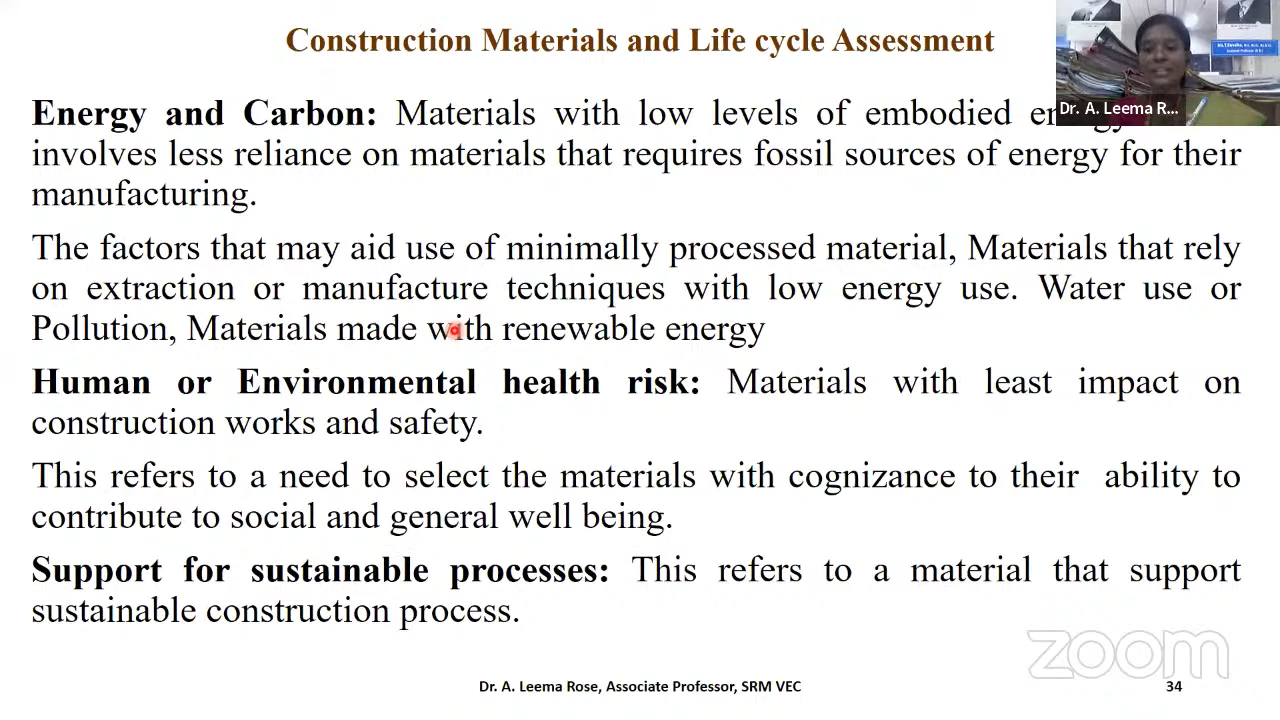 Construction Materials and Life cycle Assessment
Dr. A. Leema R...
Energy and Carbon: Materials with low levels of embodied
involves less reliance on materials that requires fossil sources of energy for their
manufacturing.
The factors that may aid use of minimally processed material, Materials that rely
on extraction or manufacture techniques with low energy use. Water use or
Pollution, Materials made with renewable energy
Human or Environmental health risk: Materials with least impact on
construction works and safety.
This refers to a need to select the materials with cognizance to their ability to
contribute to social and general well being.
Support for sustainable processes: This refers to a material that support
sustainable construction process.
zoom
Dr. A. Leema Rose, Associate Professor, SRM VEC
34